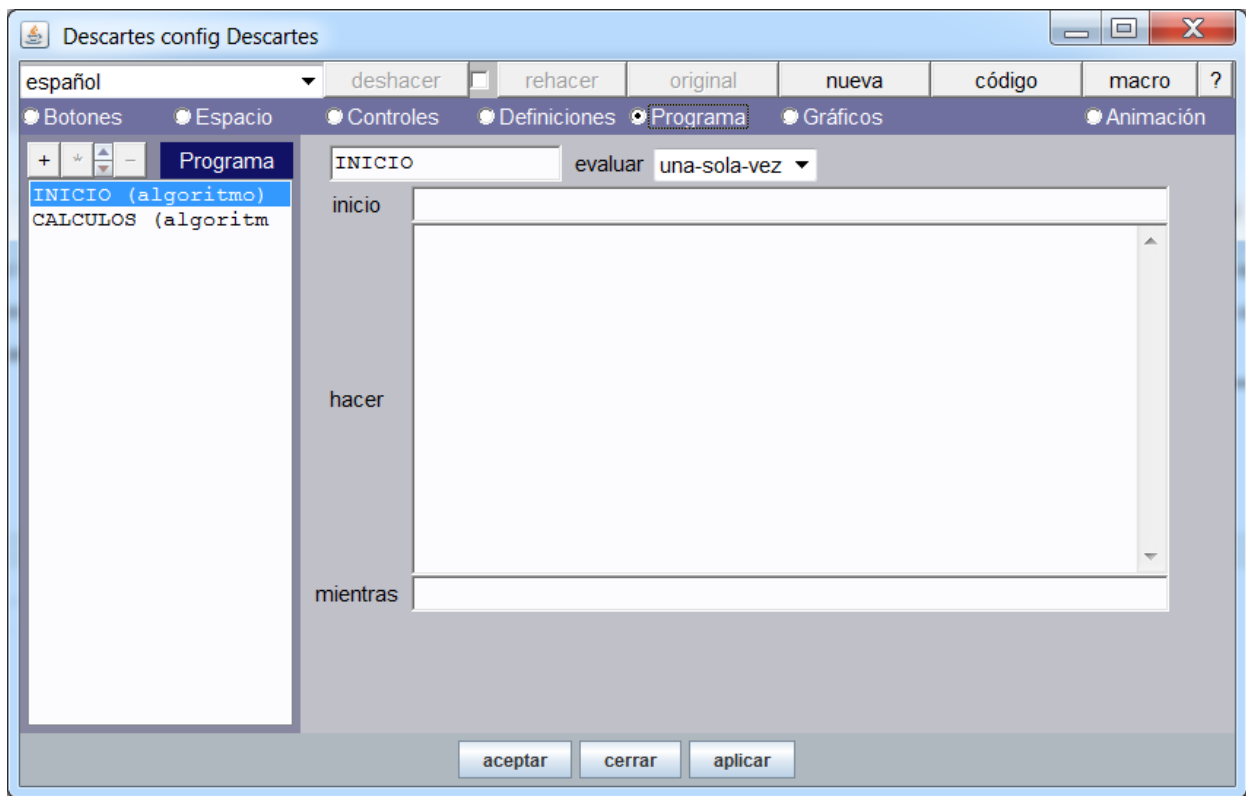 Descartes config Descartes
español deshacer rehacer original nueva código macro ?
Botones Espacio Controles Definiciones Programa Gráficos Animación
+ * - Programa INICIO evaluar una-sola-vez
INICIO (algoritmo)
CALCULOS (algoritm
inicio
hacer
mientras
aceptar cerrar aplicar